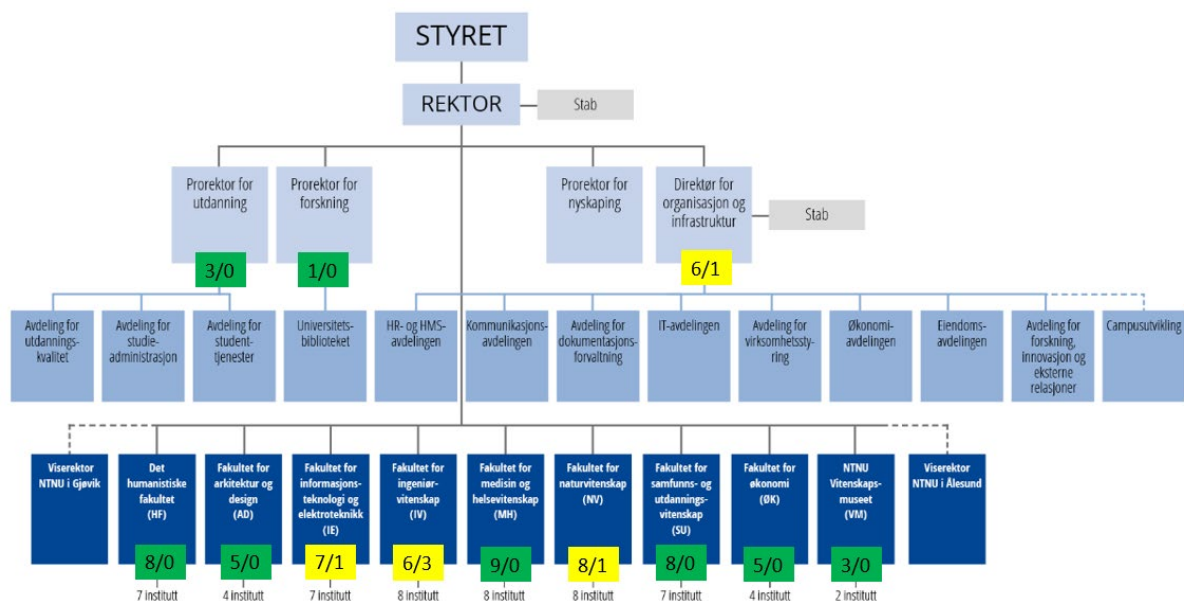 STYRET
REKTOR
Stab
Prorektor for
utdanning
Prorektor for
forskning
Prorektor for
nyskaping
Direktør for
organisasjon og
infrastruktur
Stab
3/0
1/0
6/1
Avdeling for
utdannings-
kvalitet
Avdeling for
studie-
administrasjon
Avdeling for
student-
tjenester
Universitets-
biblioteket
HR- og HMS-
avdelingen
Kommunikasjons-
avdelingen
Avdeling for
dokumentasjons-
forvaltning
IT-avdelingen
Avdeling for
virksomhetssty-
ring
Økonomi-
avdelingen
Eiendoms-
avdelingen
Avdeling for
forskning,
innovasjon og
eksterne
relasjoner
Campusutvikling
Viserektor
NTNU i Gjøvik
Det
humanistiske
fakultet
(HF)
Fakultet for
arkitektur og
design
(AD)
Fakultet for
informasjons-
teknologi og
elektroteknikk
(IE)
Fakultet for
ingeniør-
vitenskap
(IV)
Fakultet for
medisin og
helsevitenskap
(MH)
Fakultet for
naturvitenskap
(NV)
Fakultet for
samfunns- og
utdannings-
vitenskap
(SU)
Fakultet for
økonomi
(ØK)
NTNU
Vitenskaps-
museet
(VM)
Viserektor
NTNU i Ålesund
8/0
5/0
7/1
6/3
9/0
8/1
8/0
5/0
3/0
7 institutt
4 institutt
7 institutt
8 institutt
8 institutt
8 institutt
7 institutt
4 institutt
2 institutt